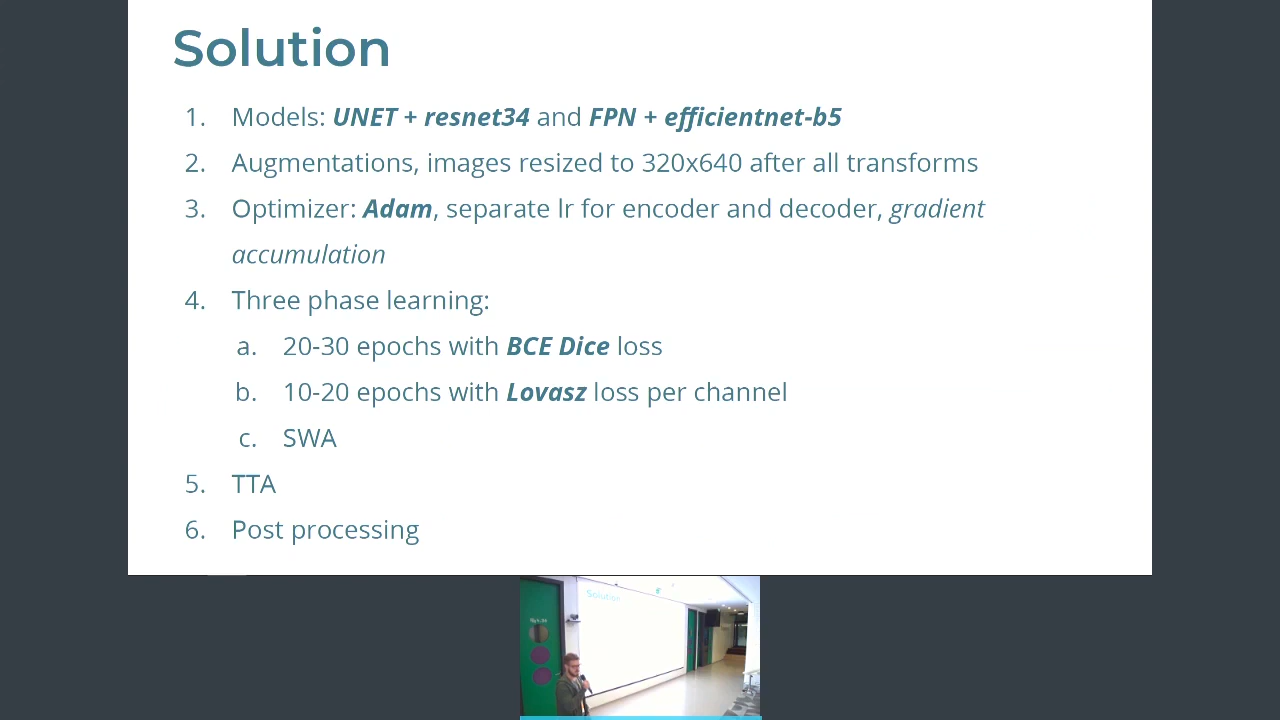 Solution
1. Models: UNET + resnet34 and FPN + efficientnet-b5
2. Augmentations, images resized to 320x640 after all transforms
3. Optimizer: Adam, separate lr for encoder and decoder, gradient
accumulation
4. Three phase learning:
a. 20-30 epochs with BCE Dice loss
b. 10-20 epochs with Lovasz loss per channel
c. SWA
5. TTA
6. Post processing
Solution